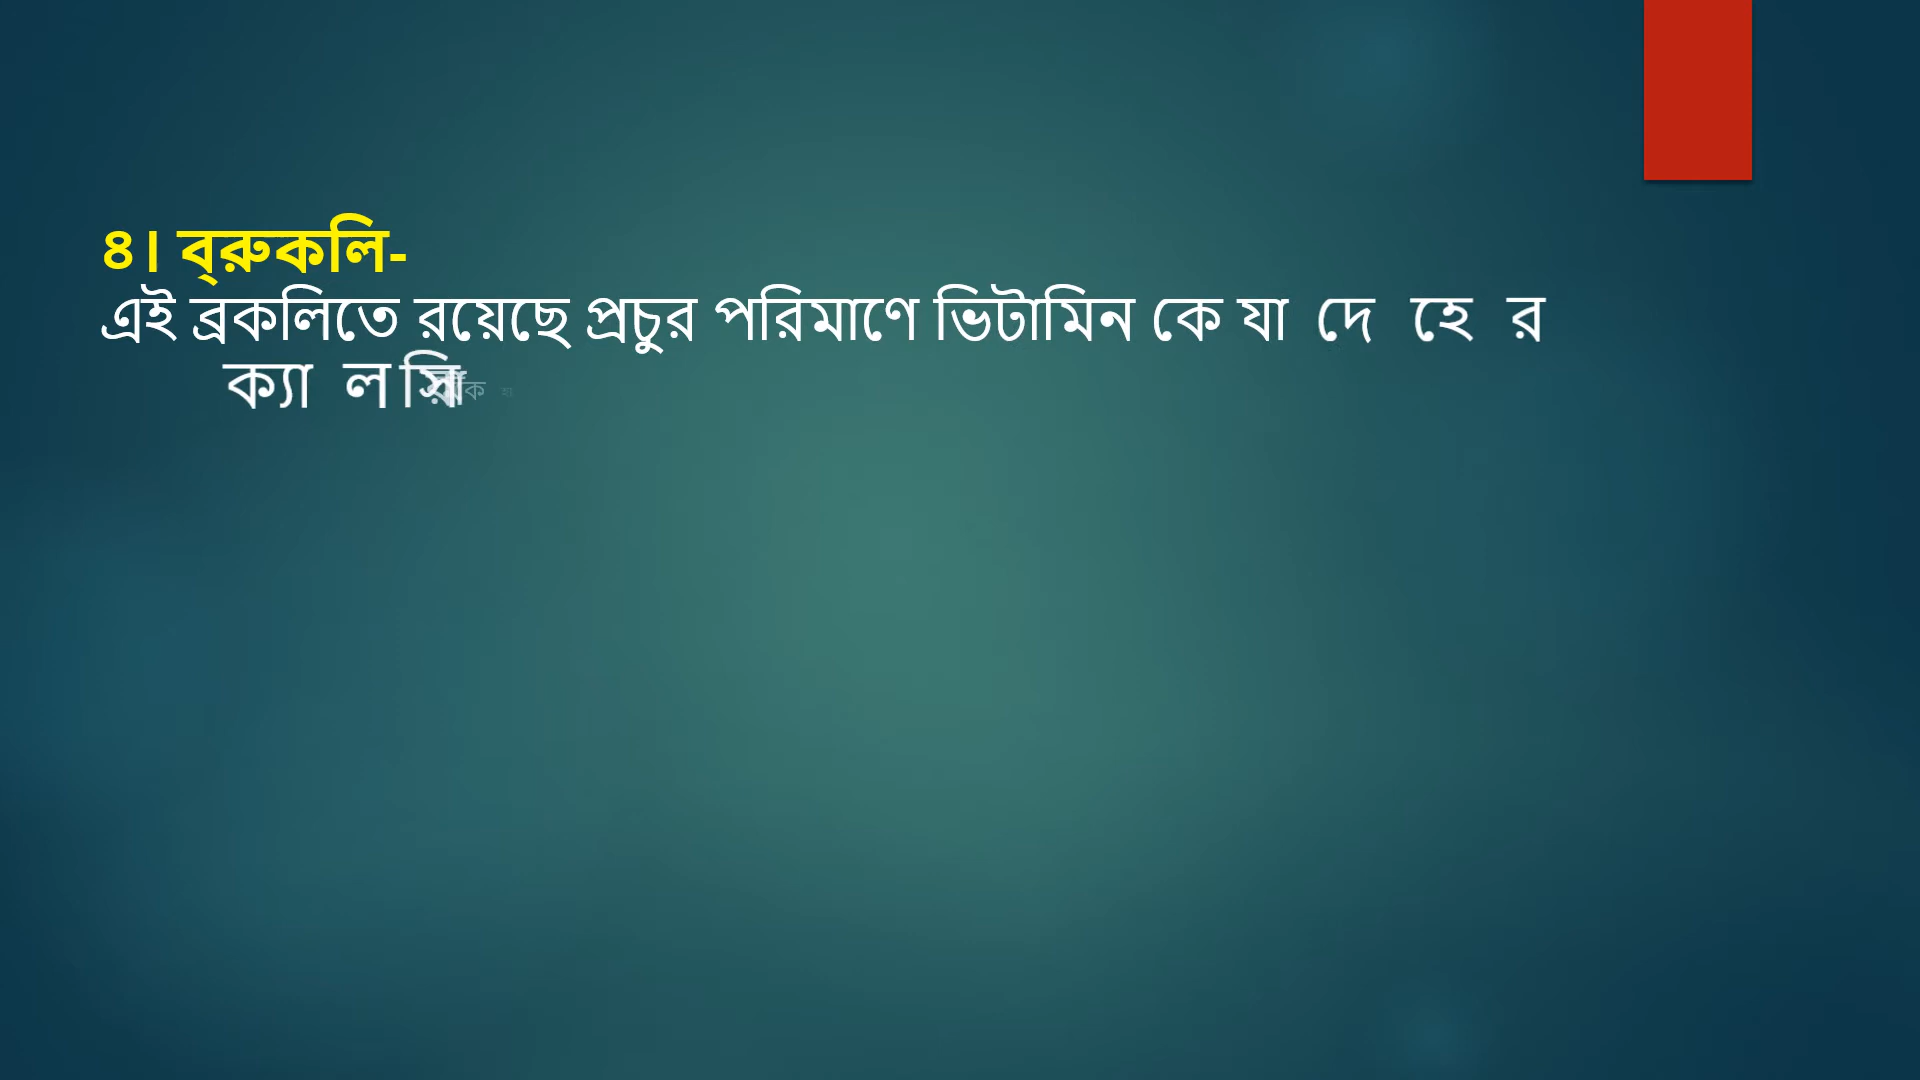 ৪। ব্‌রুকলি-
এই ব্রকলিতে রয়েছে প্রচুর পরিমাণে ভিটামিন কে যা দেহের